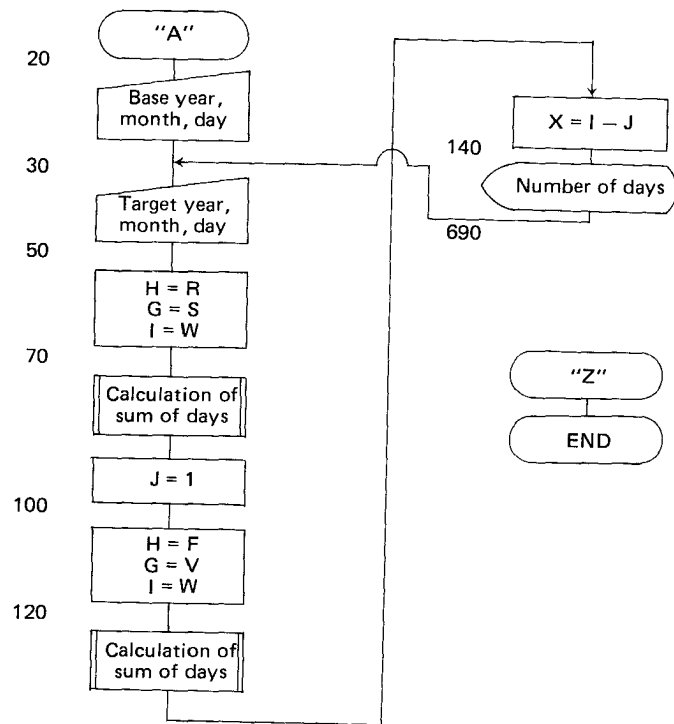 "A"
20
Base year,
month, day
30
Target year,
month, day
50
H = R
G = S
I = W
70
Calculation of
sum of days
J = 1
100
H = F
G = V
I = W
120
Calculation of
sum of days
X = I – J
140
Number of days
690
"Z"
END